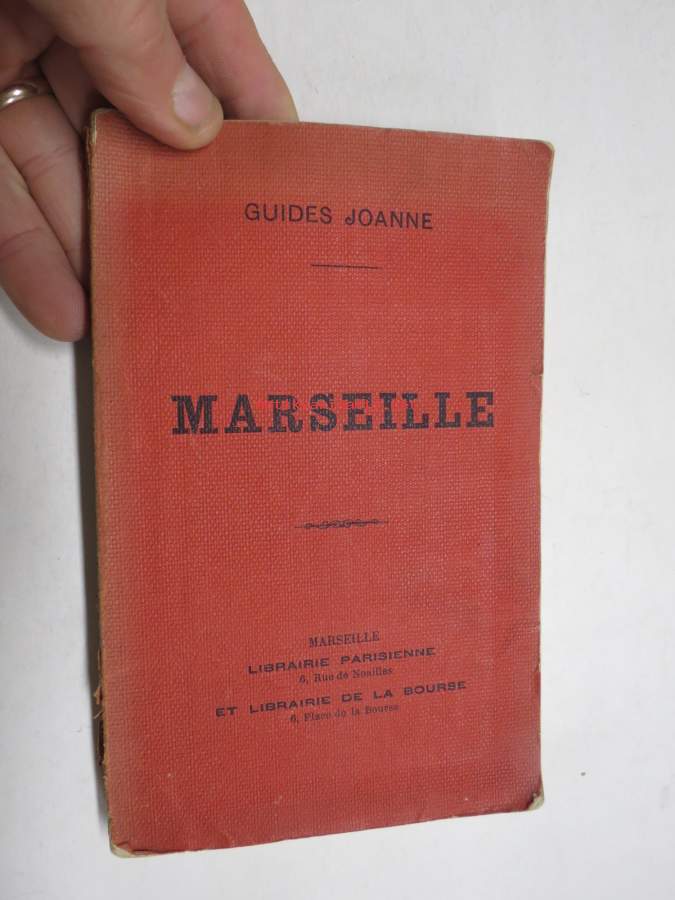 GUIDES JOANNE
MARSEILLE
MARSEILLE
LIBRAIRIE PARISIENNE
6, Rue de Noailles
ET LIBRAIRIE DE LA BOURSE
6, Place de la Bourse